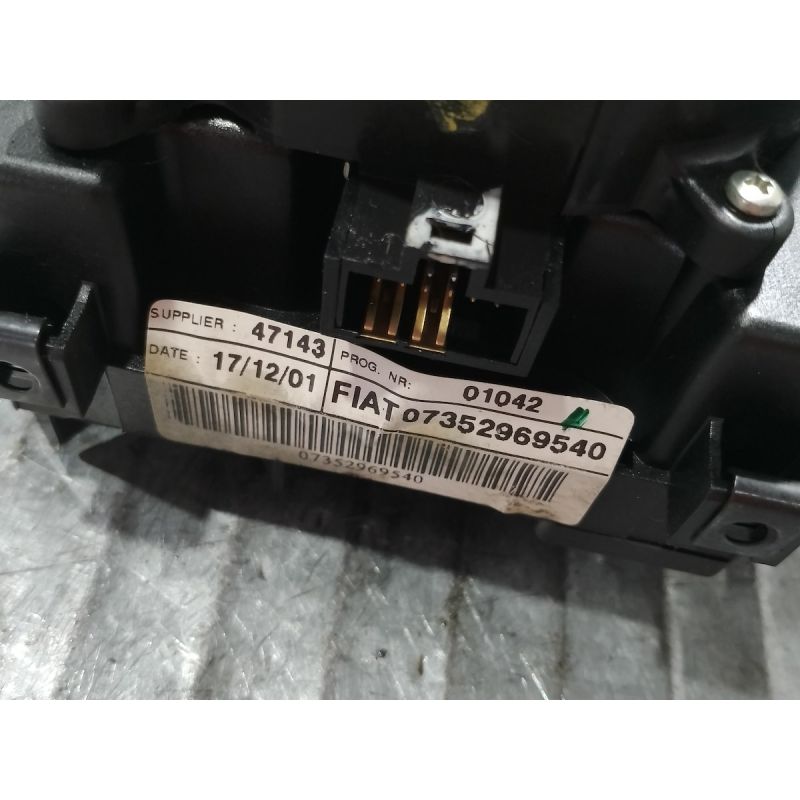 SUPPLIER : 47143
PROG. NR: 01042
DATE : 17/12/01
FIAT 07352969540
07352969540